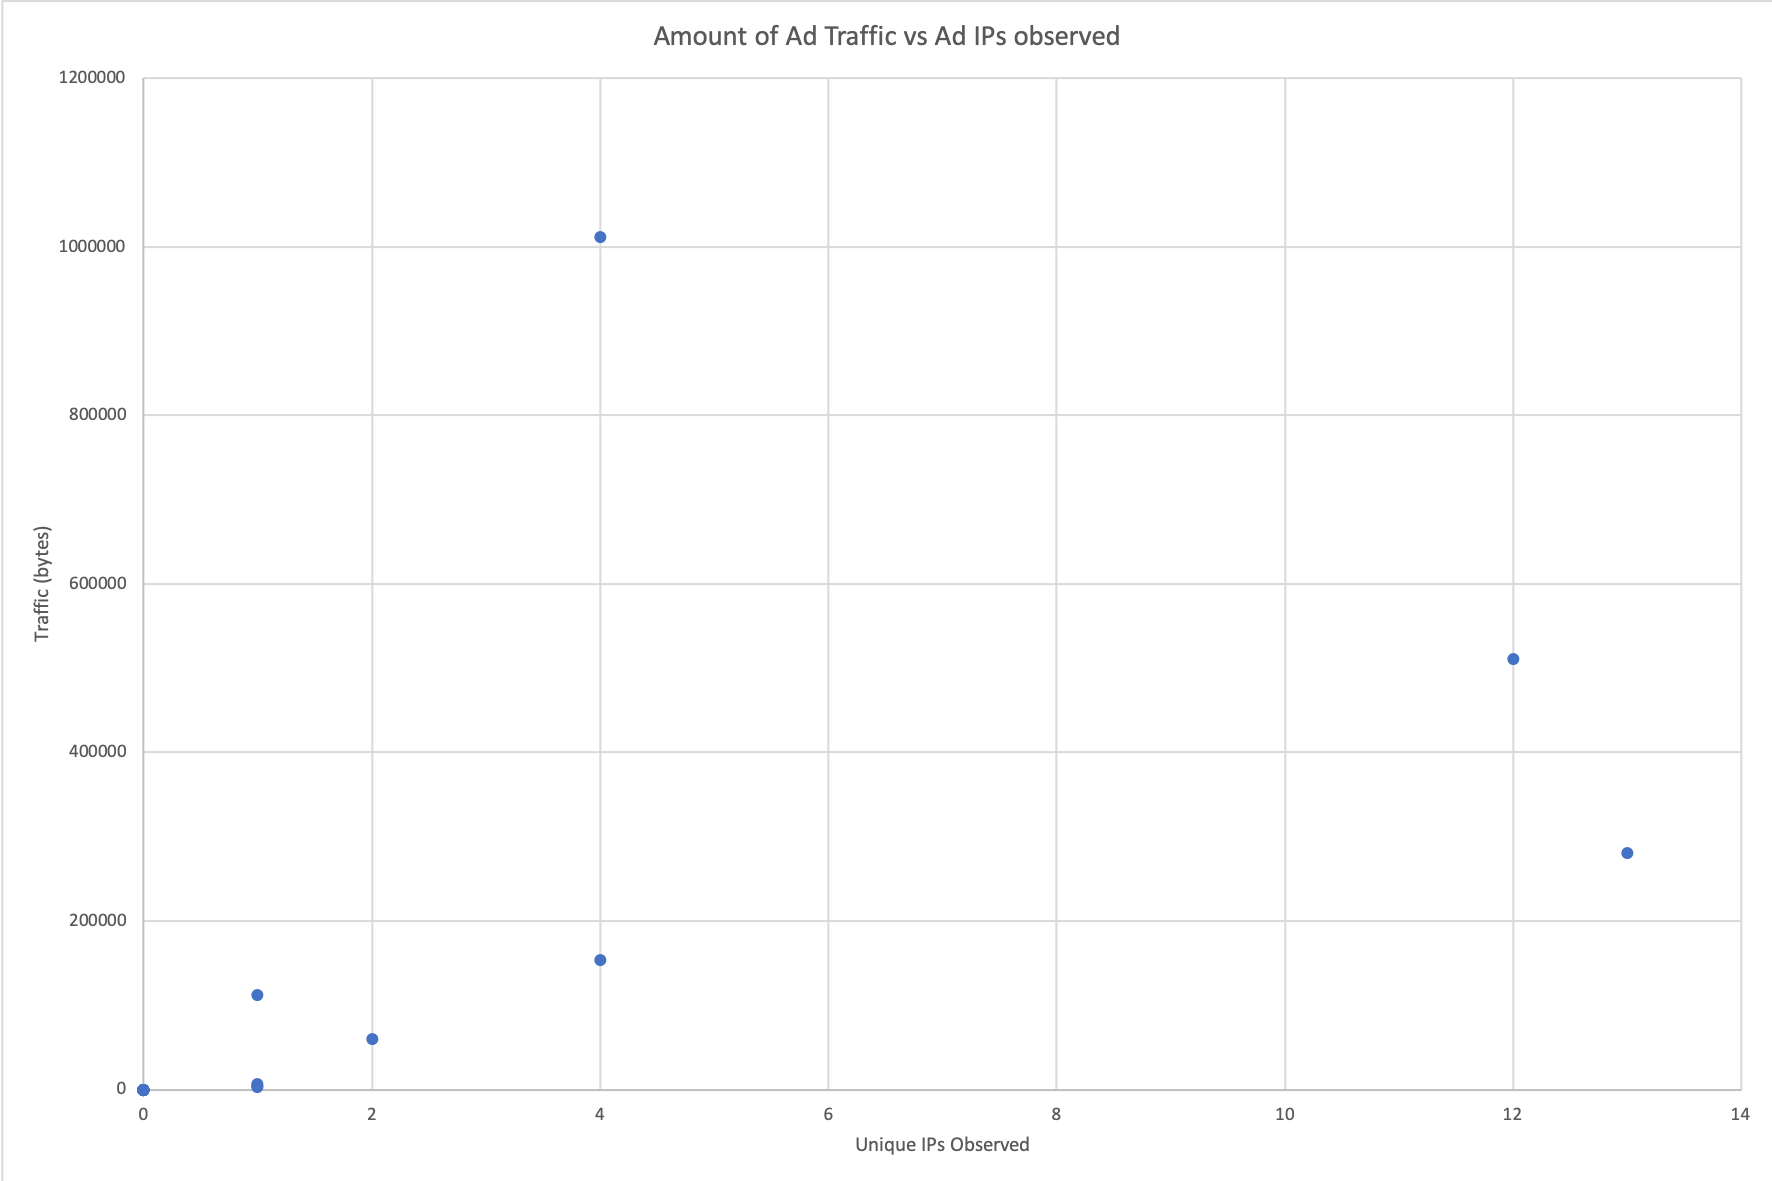 Amount of Ad Traffic vs Ad IPs observed
1200000
1000000
800000
600000
400000
200000
0
Traffic (bytes)
0 2 4 6 8 10 12 14
Unique IPs Observed